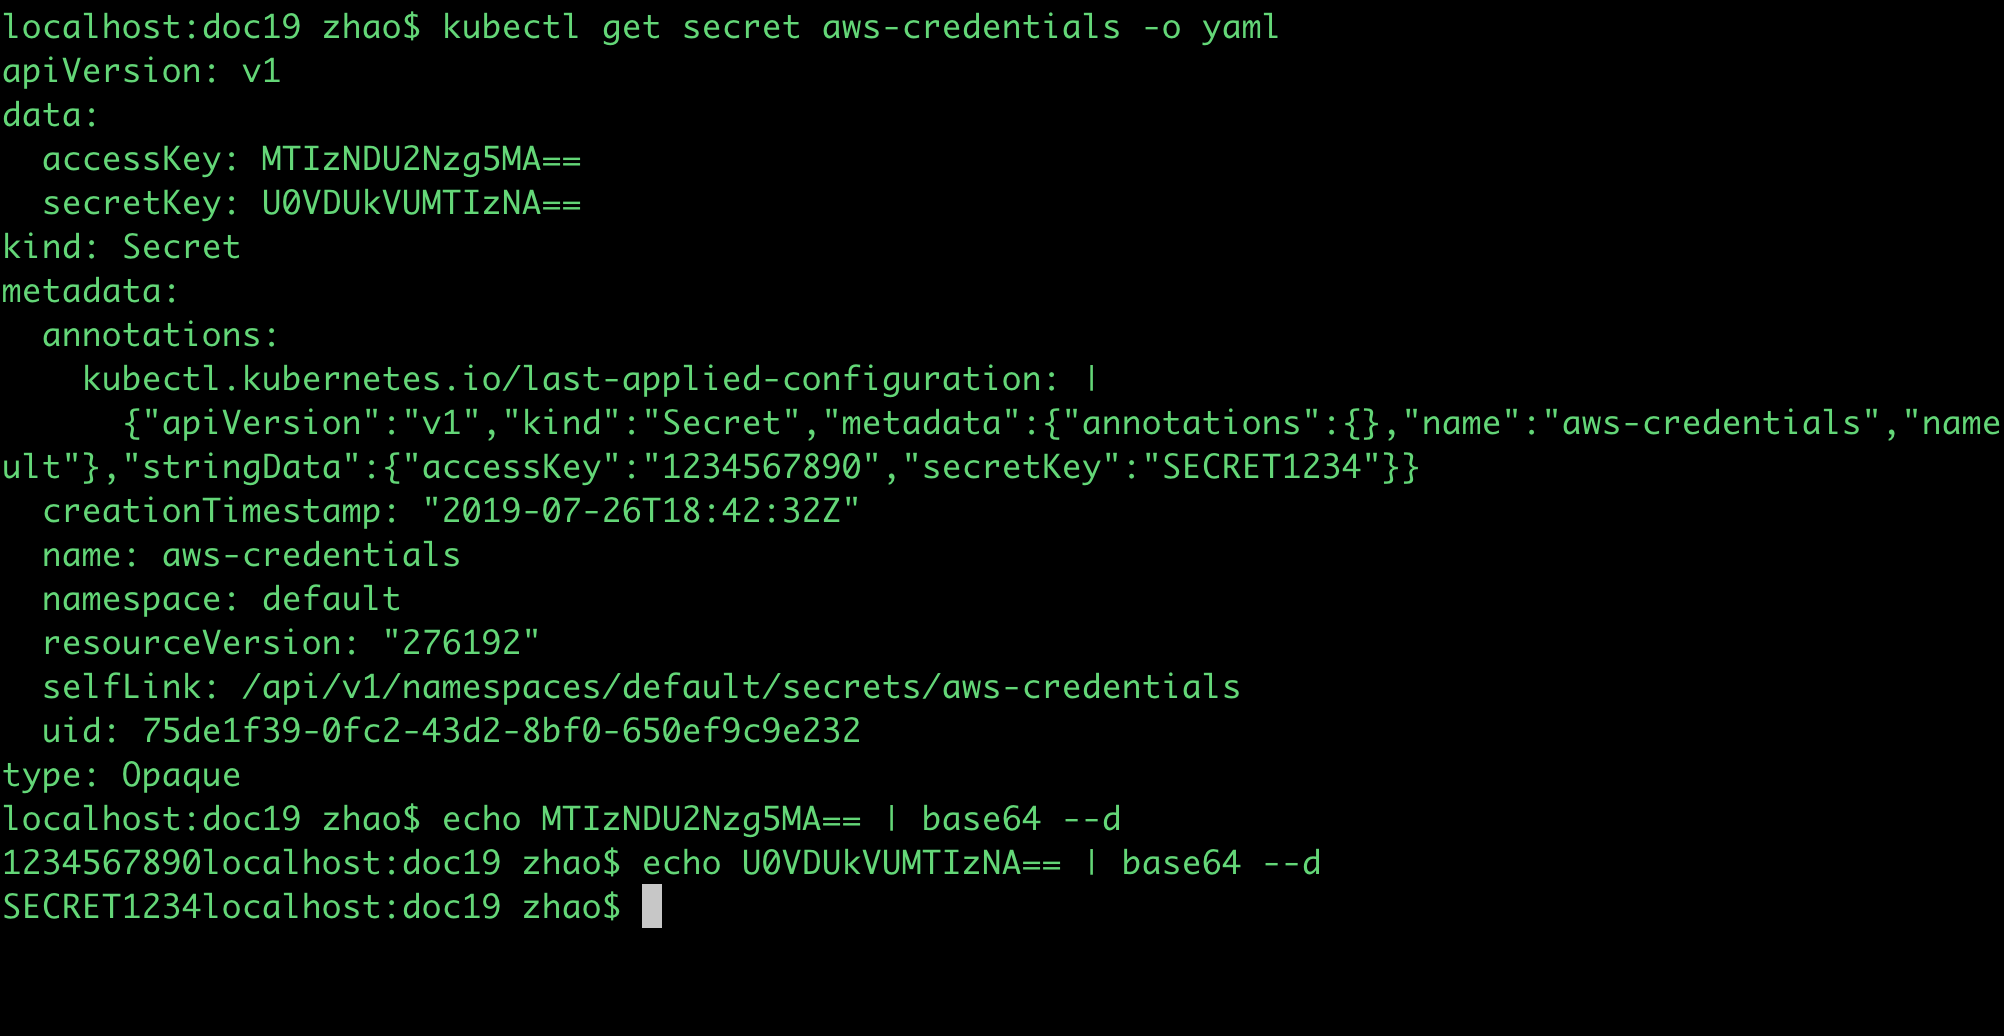 localhost:doc19 zhao$ kubectl get secret aws-credentials -o yaml
apiVersion: v1
data:
  accessKey: MTIzNDU2Nzg5MA==
  secretKey: U0VDUkVUMTIzNA==
kind: Secret
metadata:
  annotations:
    kubectl.kubernetes.io/last-applied-configuration: |
      {"apiVersion":"v1","kind":"Secret","metadata":{"annotations":{},"name":"aws-credentials","name
ult"},"stringData":{"accessKey":"1234567890","secretKey":"SECRET1234"}}
  creationTimestamp: "2019-07-26T18:42:32Z"
  name: aws-credentials
  namespace: default
  resourceVersion: "276192"
  selfLink: /api/v1/namespaces/default/secrets/aws-credentials
  uid: 75de1f39-0fc2-43d2-8bf0-650ef9c9e232
type: Opaque
localhost:doc19 zhao$ echo MTIzNDU2Nzg5MA== | base64 --d
1234567890localhost:doc19 zhao$ echo U0VDUkVUMTIzNA== | base64 --d
SECRET1234localhost:doc19 zhao$